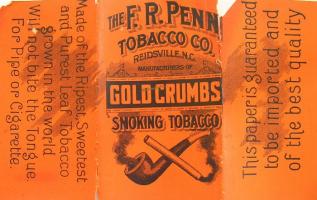 Made of the Ripest, Sweetest
and Purest Leaf Tobacco
grown in the world
Will not bite the Tongue.
For Pipe or Cigarette.
THE F. R. PENN
TOBACCO CO.
REIDSVILLE, N.C.
MANUFACTURERS OF
GOLD CRUMBS
SMOKING TOBACCO
This paper is guaranteed
to be imported and
of the best quality